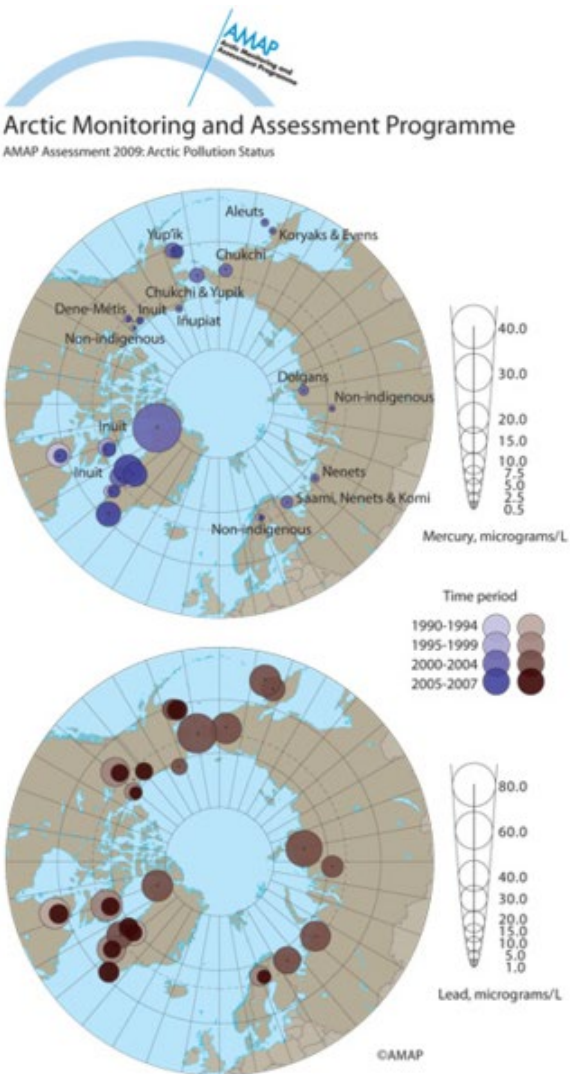 AMAP
Arctic Monitoring and
Assessment Programme
Arctic Monitoring and Assessment Programme
AMAP Assessment 2009: Arctic Pollution Status
Aleuts
Koryaks & Evens
Yup'ik
Chukchi
Chukchi & Yupik
Dene-Métis
Inuit
Iñupiat
Non-indigenous
Dolgans
Non-indigenous
Inuit
Inuit
Nenets
Saami, Nenets & Komi
Non-indigenous
40.0
30.0
20.0
15.0
10.0
7.5
5.0
2.5
0.5
Mercury, micrograms/L
Time period
1990-1994
1995-1999
2000-2004
2005-2007
80.0
60.0
40.0
30.0
20.0
15.0
10.0
5.0
1.0
Lead, micrograms/L
©AMAP